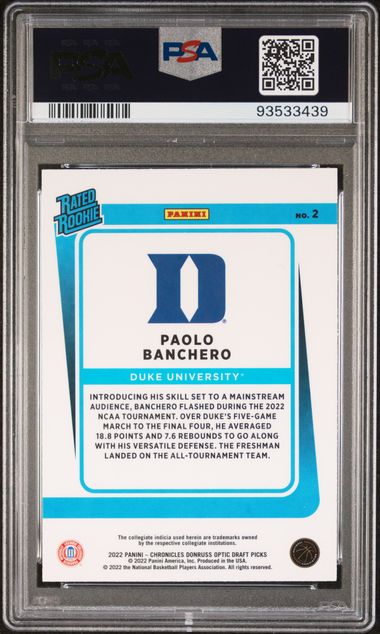 PSA
PSA
93533439
RATED
ROOKIE
PANINI
NO. 2
D
®
PAOLO
BANCHERO
DUKE UNIVERSITY®
INTRODUCING HIS SKILL SET TO A MAINSTREAM
AUDIENCE, BANCHERO FLASHED DURING THE 2022
NCAA TOURNAMENT. OVER DUKE'S FIVE-GAME
MARCH TO THE FINAL FOUR, HE AVERAGED
18.8 POINTS AND 7.6 REBOUNDS TO GO ALONG
WITH HIS VERSATILE DEFENSE. THE FRESHMAN
LANDED ON THE ALL-TOURNAMENT TEAM.
The collegiate indicia used herein are trademarks owned
by the respective collegiate institutions.
2022 PANINI – CHRONICLES DONRUSS OPTIC DRAFT PICKS
© 2022 Panini America, Inc. Produced in the USA.
© 2022 the National Basketball Players Association. All rights reserved.